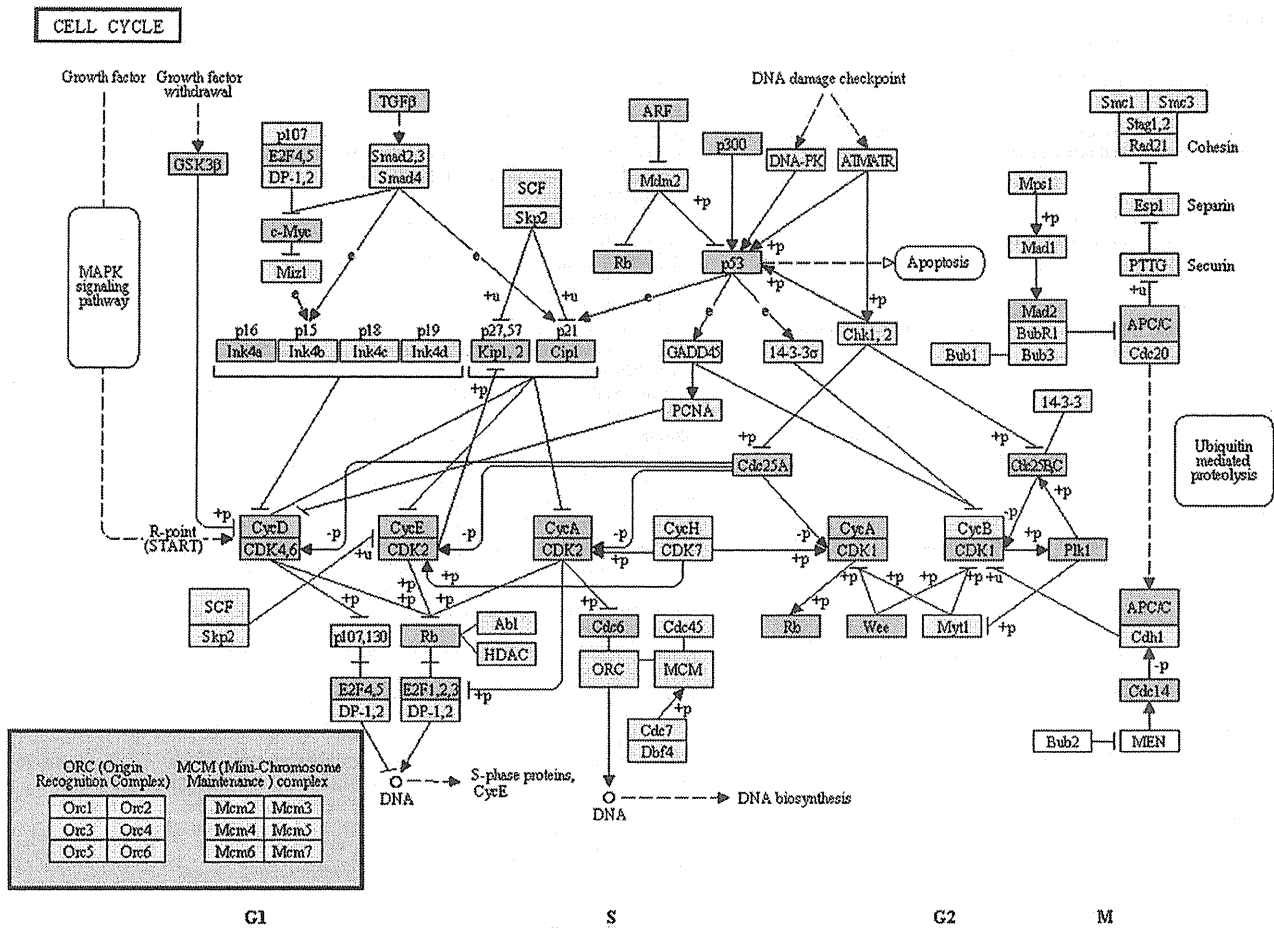 CELL CYCLE
Growth factor
Growth factor
withdrawal
DNA damage checkpoint
TGFβ
ARF
p300
Smc1
Smc3
Stag1,2
Rad21
Cohesin
p107
E2F4,5
DP-1,2
GSK3β
Smad2,3
Smad4
DNA-PK
ATM/ATR
SCF
Skp2
Mdm2
+p
Mps1
+p
Esp1
Separin
c-Myc
Miz1
MAPK
signaling
pathway
e
e
e
Rb
p53
+p
Apoptosis
Mad1
PTTG
Securin
+u
+u
+u
e
e
e
+p
Mad2
BubR1
Bub3
Bub1
APC/C
Cdc20
p16
p15
p18
p19
p27,57
p21
Ink4a
Ink4b
Ink4c
Ink4d
Kip1, 2
Cip1
GADD45
14-3-3σ
Chk1, 2
+p
PCNA
14-3-3
+p
+p
Cdc25A
Cdc25B,C
Ubiquitin
mediated
proteolysis
+p
R-point
(START)
CycD
CDK4,6
-p
CycE
CDK2
-p
+u
CycA
CDK2
-p
+p
CycH
CDK7
-p
+p
CycA
CDK1
CycB
CDK1
-p
+p
+p
Plk1
+p
+p
+p
+p
+p
+p
+p
+p
+p
+u
+p
SCF
Skp2
p107,130
Rb
Abl
HDAC
Cdc6
Cdc45
ORC
MCM
Rb
Wee
Myt1
APC/C
Cdh1
-p
E2F4,5
DP-1,2
E2F1,2,3
DP-1,2
+p
+p
Cdc7
Dbf4
Cdc14
Bub2
MEN
DNA
S-phase proteins,
CycE
DNA
DNA biosynthesis
ORC (Origin
Recognition Complex)
MCM (Mini-Chromosome
Maintenance ) complex
Orc1
Orc2
Orc3
Orc4
Orc5
Orc6
Mcm2
Mcm3
Mcm4
Mcm5
Mcm6
Mcm7
G1
S
G2
M